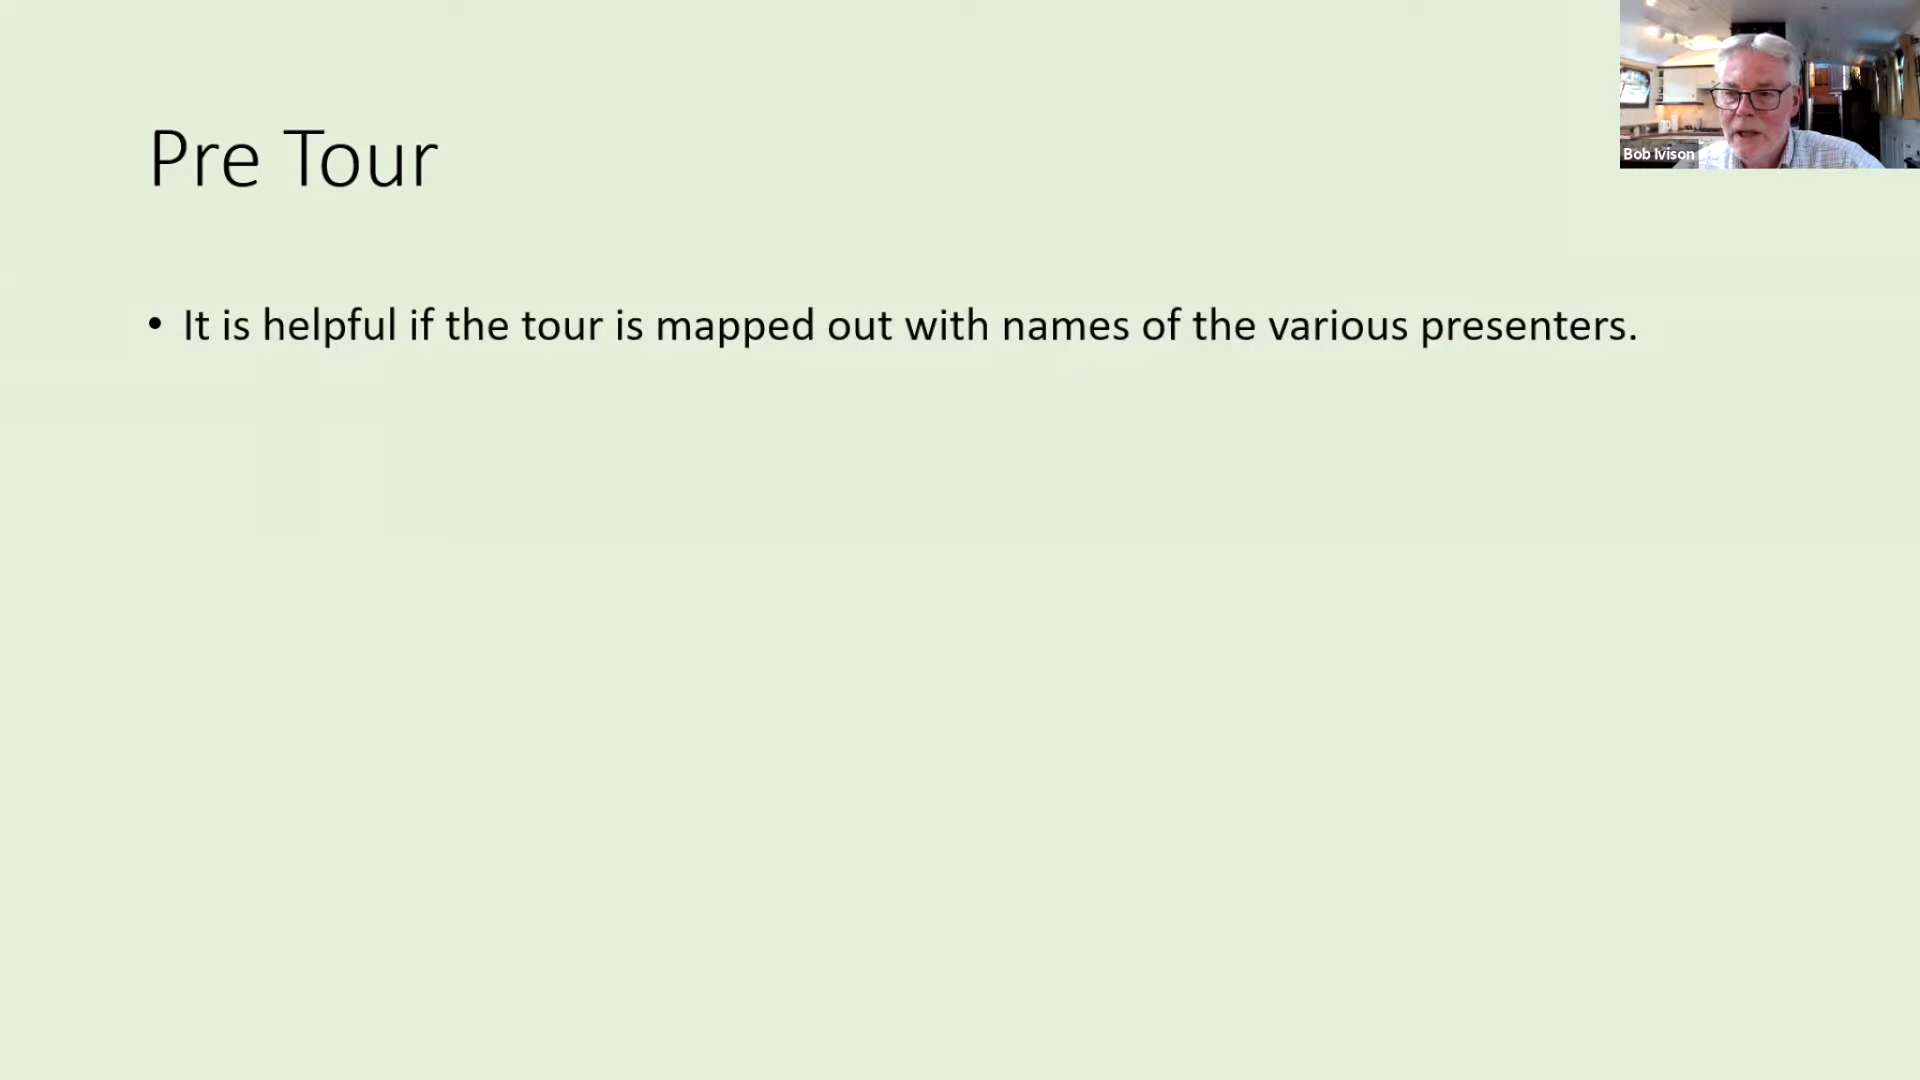 Pre Tour
Bob Ivison
• It is helpful if the tour is mapped out with names of the various presenters.